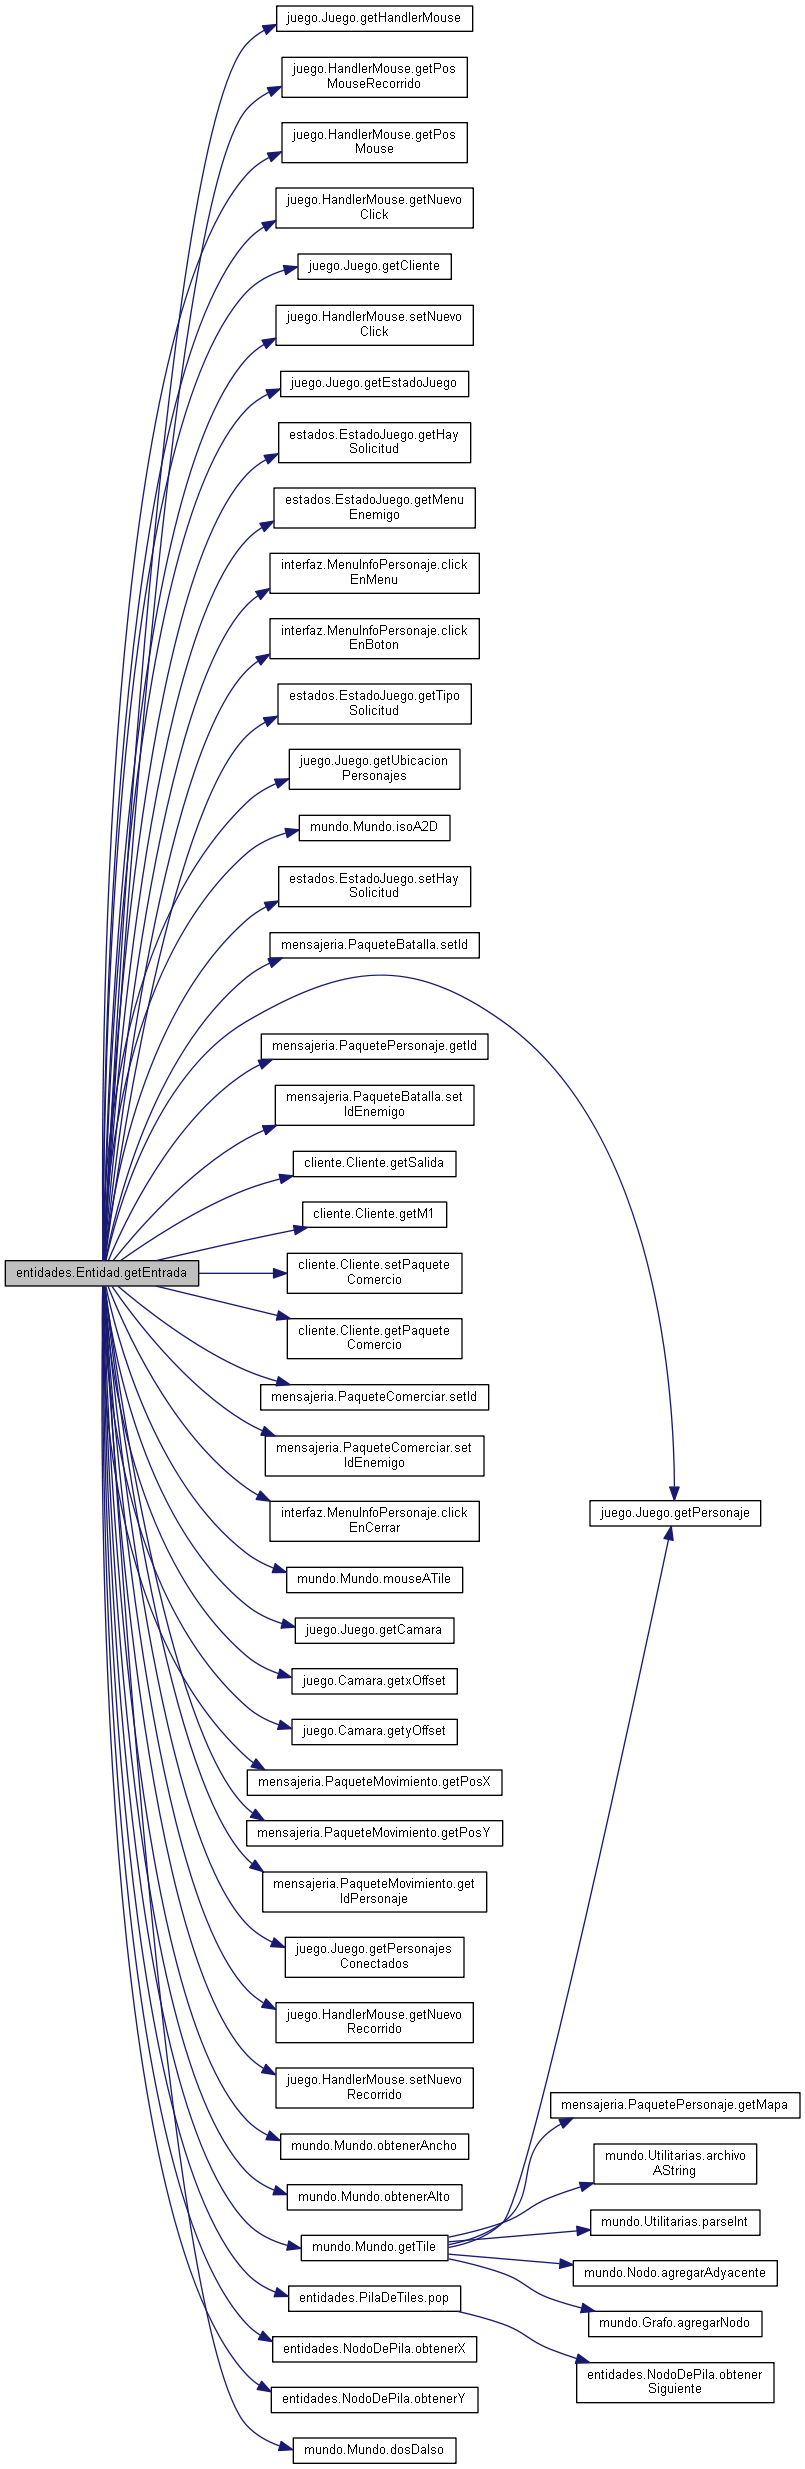 juego.Juego.getHandlerMouse
juego.HandlerMouse.getPos
MouseRecorrido
juego.HandlerMouse.getPos
Mouse
juego.HandlerMouse.getNuevo
Click
juego.Juego.getCliente
juego.HandlerMouse.setNuevo
Click
juego.Juego.getEstadoJuego
estados.EstadoJuego.getHay
Solicitud
estados.EstadoJuego.getMenu
Enemigo
interfaz.MenuInfoPersonaje.click
EnMenu
interfaz.MenuInfoPersonaje.click
EnBoton
estados.EstadoJuego.getTipo
Solicitud
juego.Juego.getUbicacion
Personajes
mundo.Mundo.isoA2D
estados.EstadoJuego.setHay
Solicitud
mensajeria.PaqueteBatalla.setId
mensajeria.PaquetePersonaje.getId
mensajeria.PaqueteBatalla.set
IdEnemigo
cliente.Cliente.getSalida
cliente.Cliente.getM1
entidades.Entidad.getEntrada
cliente.Cliente.setPaquete
Comercio
cliente.Cliente.getPaquete
Comercio
mensajeria.PaqueteComerciar.setId
mensajeria.PaqueteComerciar.set
IdEnemigo
interfaz.MenuInfoPersonaje.click
EnCerrar
juego.Juego.getPersonaje
mundo.Mundo.mouseATile
juego.Juego.getCamara
juego.Camara.getxOffset
juego.Camara.getyOffset
mensajeria.PaqueteMovimiento.getPosX
mensajeria.PaqueteMovimiento.getPosY
mensajeria.PaqueteMovimiento.get
IdPersonaje
juego.Juego.getPersonajes
Conectados
juego.HandlerMouse.getNuevo
Recorrido
juego.HandlerMouse.setNuevo
Recorrido
mundo.Mundo.obtenerAncho
mundo.Mundo.obtenerAlto
mundo.Mundo.getTile
mensajeria.PaquetePersonaje.getMapa
mundo.Utilitarias.archivo
AString
mundo.Utilitarias.parseInt
mundo.Nodo.agregarAdyacente
mundo.Grafo.agregarNodo
entidades.PilaDeTiles.pop
entidades.NodoDePila.obtener
Siguiente
entidades.NodoDePila.obtenerX
entidades.NodoDePila.obtenerY
mundo.Mundo.dosDaIso